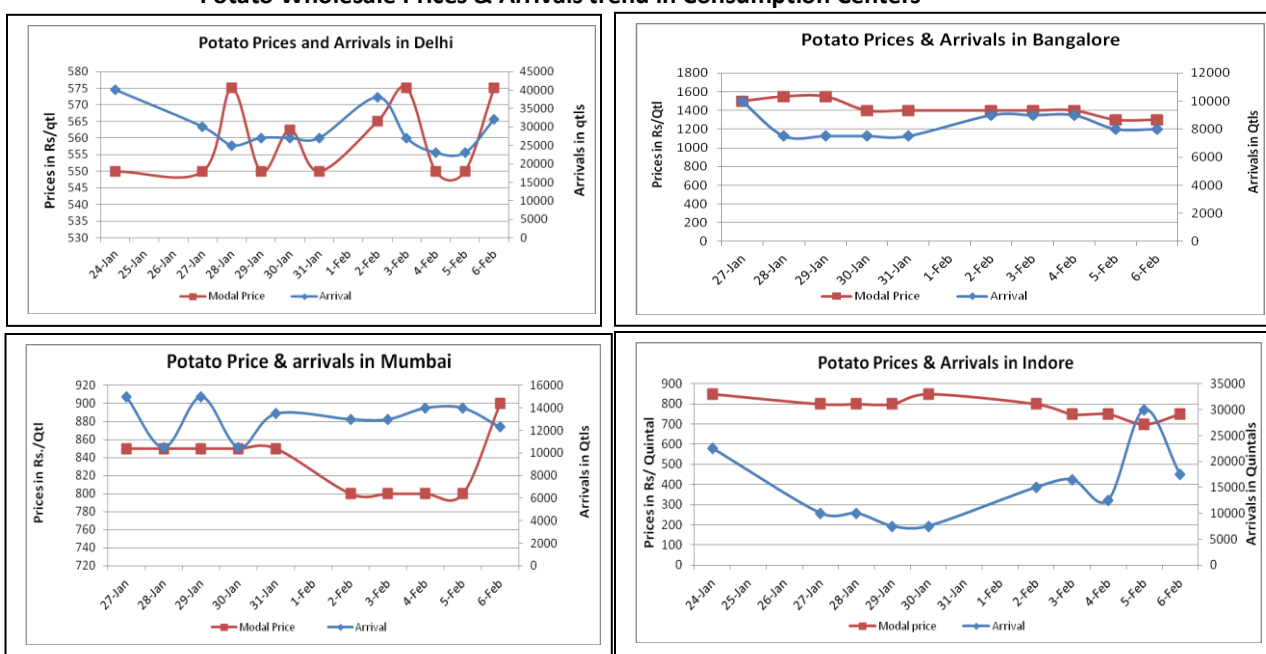 Potato Wholesale Prices & Arrivals trend in Consumption Centers
Potato Prices and Arrivals in Delhi
580
575
570
565
560
555
550
545
540
535
530
Prices in Rs/qtl
45000
40000
35000
30000
25000
20000
15000
10000
5000
0
Arrivals in qtls
24-Jan
25-Jan
26-Jan
27-Jan
28-Jan
29-Jan
30-Jan
31-Jan
1-Feb
2-Feb
3-Feb
4-Feb
5-Feb
6-Feb
Modal Price Arrival
Potato Prices & Arrivals in Bangalore
1800
1600
1400
1200
1000
800
600
400
200
0
Prices in Rs/Qtl
12000
10000
8000
6000
4000
2000
0
Arrivals in Qtls
27-Jan
28-Jan
29-Jan
30-Jan
31-Jan
1-Feb
2-Feb
3-Feb
4-Feb
5-Feb
6-Feb
Modal Price Arrival
Potato Price & arrivals in Mumbai
920
900
880
860
840
820
800
780
760
740
720
Prices in Rs./Qtl
16000
14000
12000
10000
8000
6000
4000
2000
0
Arrivals in Qtls
27-Jan
28-Jan
29-Jan
30-Jan
31-Jan
1-Feb
2-Feb
3-Feb
4-Feb
5-Feb
6-Feb
Modal Price Arrival
Potato Prices & Arrivals in Indore
900
800
700
600
500
400
300
200
100
0
Prices in Rs/ Quintal
35000
30000
25000
20000
15000
10000
5000
0
Arrivals in Quintals
24-Jan
25-Jan
26-Jan
27-Jan
28-Jan
29-Jan
30-Jan
31-Jan
1-Feb
2-Feb
3-Feb
4-Feb
5-Feb
6-Feb
Modal price Arrival